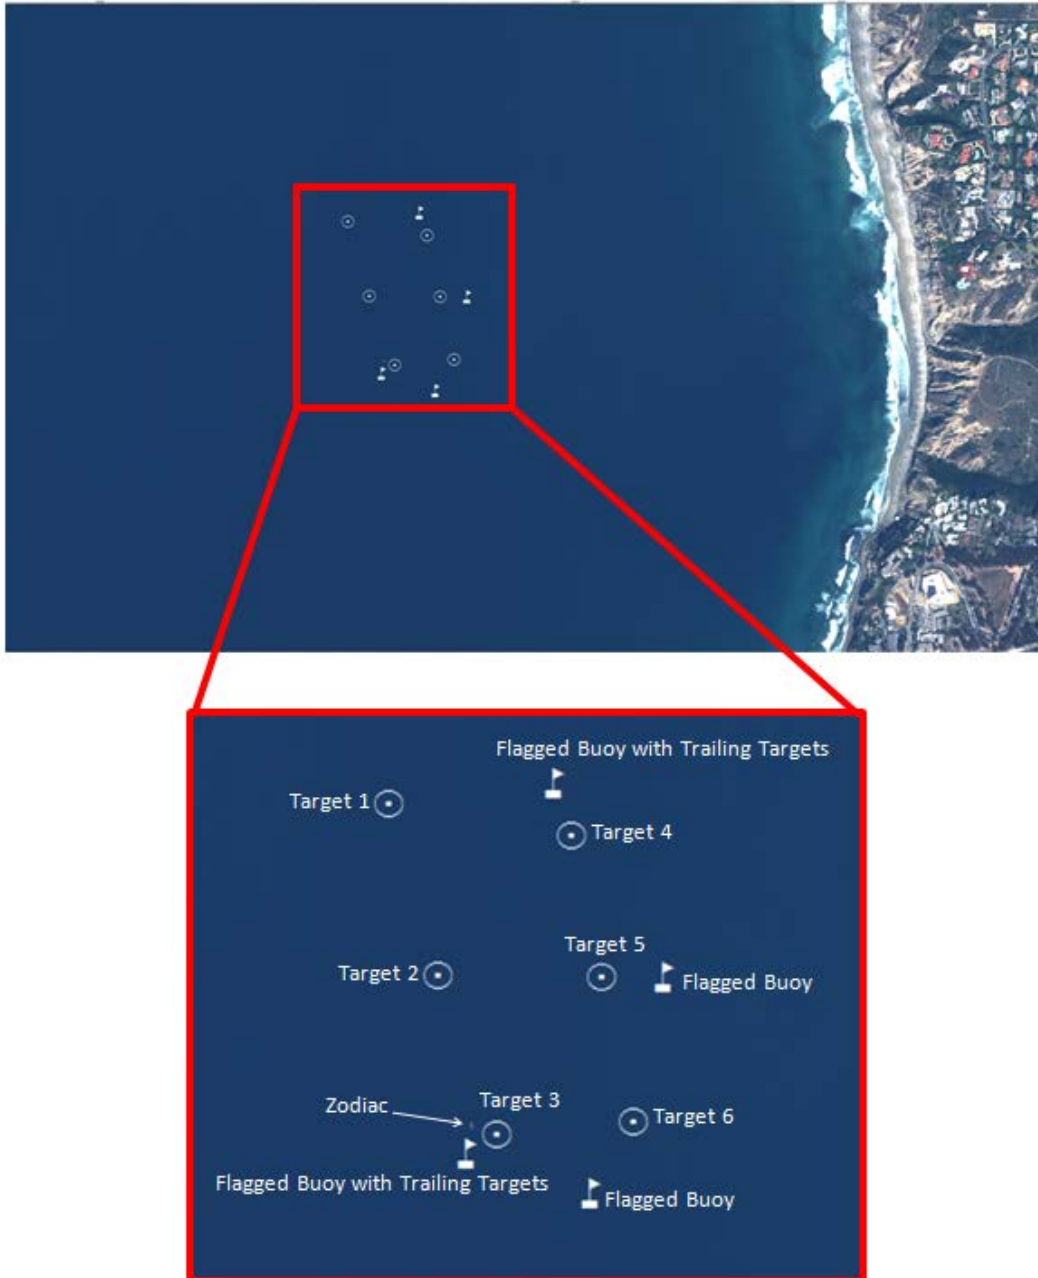 Flagged Buoy with Trailing Targets
Target 1
Target 4
Target 5
Target 2
Flagged Buoy
Zodiac
Target 3
Target 6
Flagged Buoy with Trailing Targets
Flagged Buoy